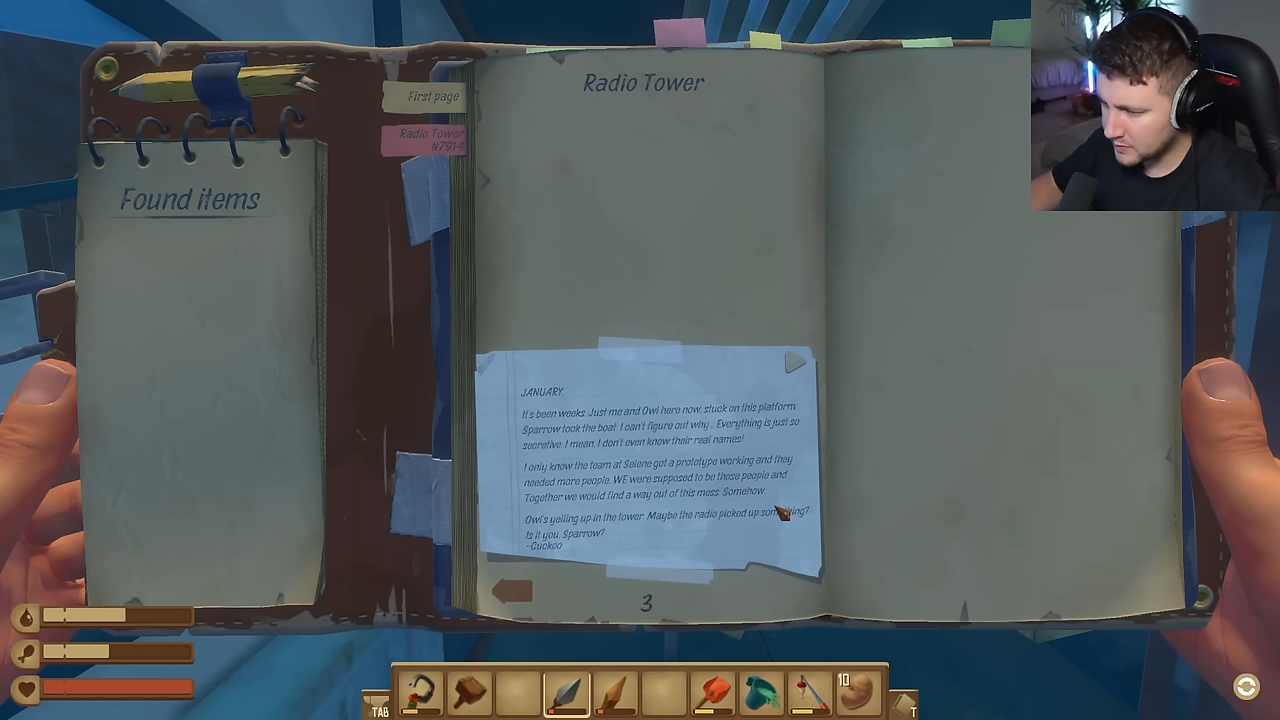 Radio Tower
First page
Radio Tower
#7914
Found items
JANUARY:
It's been weeks. Just me and Owl here now, stuck on this platform.
Sparrow took the boat. I can't figure out why... Everything is just so
secretive. I mean, I don't even know their real names!
I only know the team at Selene got a prototype working and they
needed more people. WE were supposed to be those people and
Together we would find a way out of this mess. Somehow.
Owl's yelling up in the tower. Maybe the radio picked up something?
Is it you, Sparrow?
-Cuckoo
3
10
TAB
T